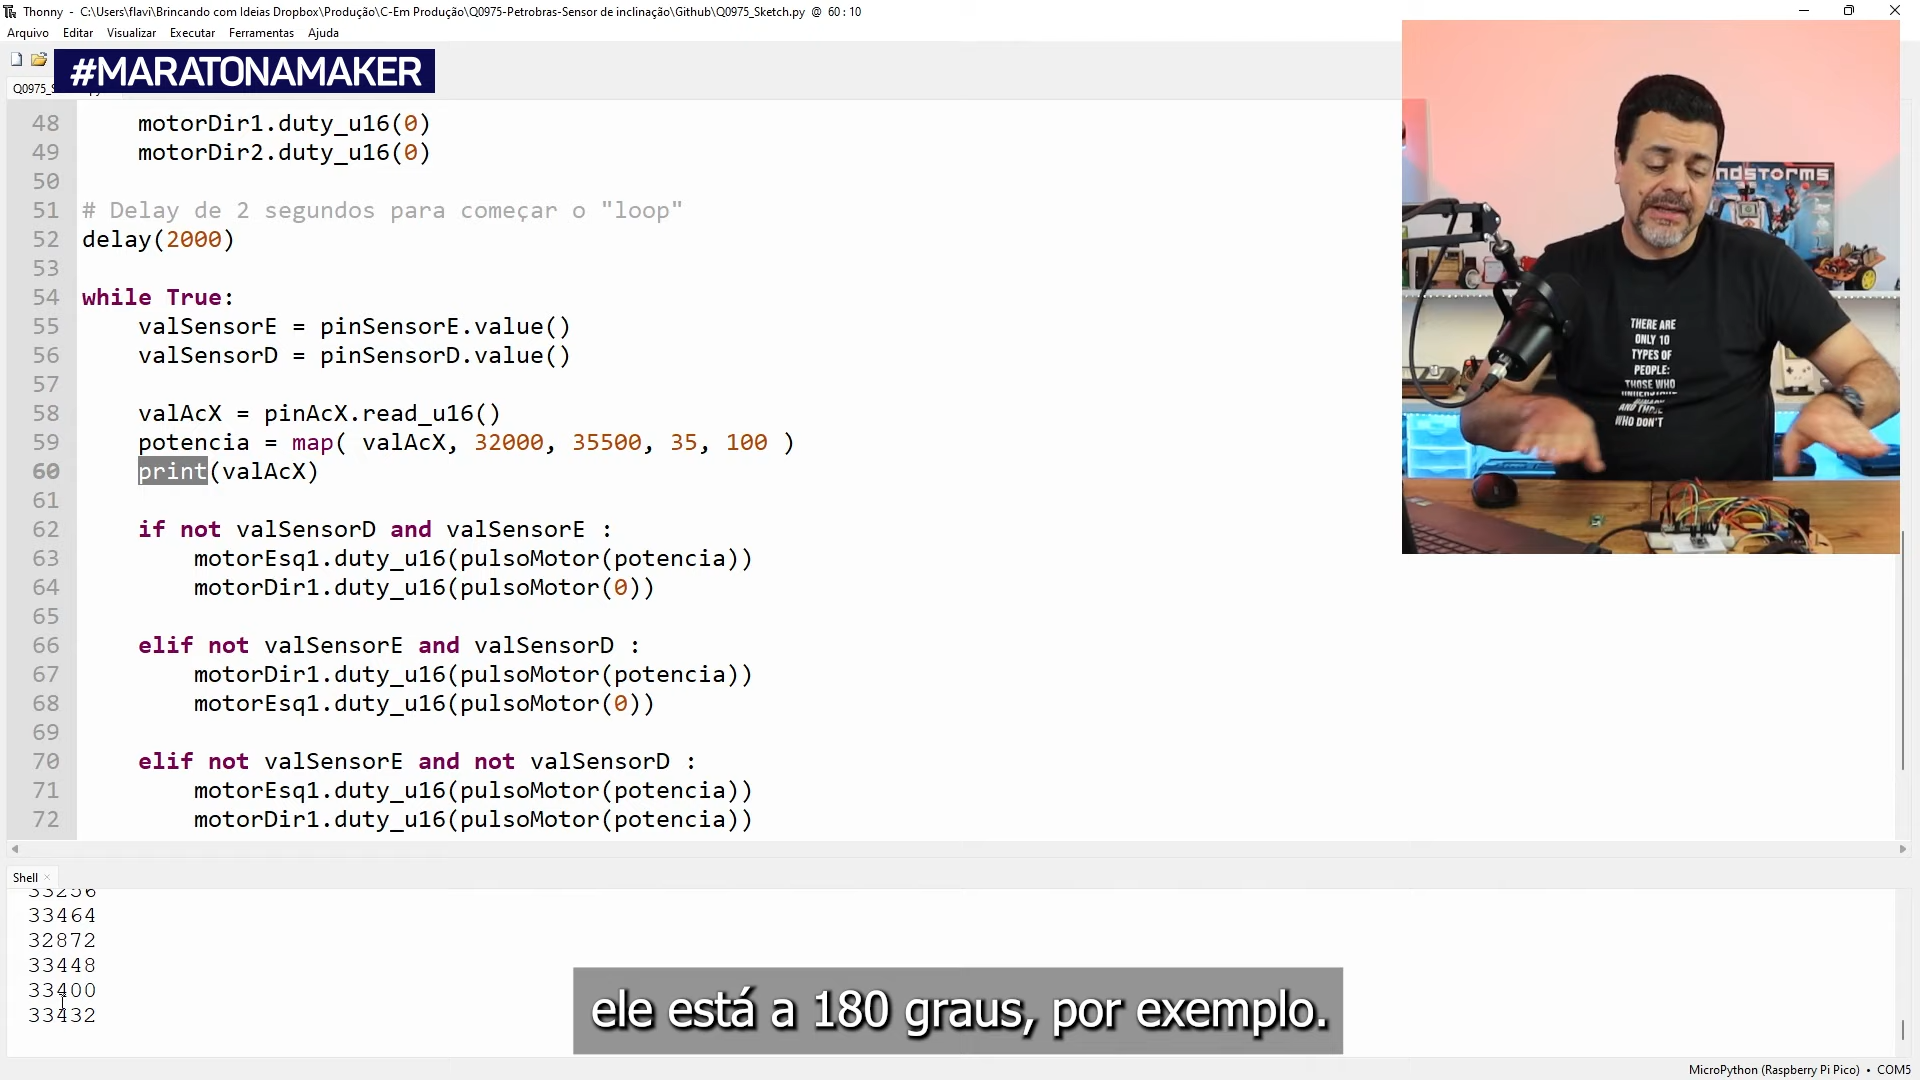 Thonny - C:\Users\flavi\Brincando com Ideias Dropbox\Produção\C-Em Produção\Q0975-Petrobras-Sensor de inclinação\Github\Q0975_Sketch.py @ 60 : 10
Arquivo Editar Visualizar Executar Ferramentas Ajuda
#MARATONAMAKER
Q0975_S
48 motorDir1.duty_u16(0)
49 motorDir2.duty_u16(0)
50
51 # Delay de 2 segundos para começar o "loop"
52 delay(2000)
53
54 while True:
55 valSensorE = pinSensorE.value()
56 valSensorD = pinSensorD.value()
57
58 valAcX = pinAcX.read_u16()
59 potencia = map( valAcX, 32000, 35500, 35, 100 )
60 print(valAcX)
61
62 if not valSensorD and valSensorE :
63 motorEsq1.duty_u16(pulsoMotor(potencia))
64 motorDir1.duty_u16(pulsoMotor(0))
65
66 elif not valSensorE and valSensorD :
67 motorDir1.duty_u16(pulsoMotor(potencia))
68 motorEsq1.duty_u16(pulsoMotor(0))
69
70 elif not valSensorE and not valSensorD :
71 motorEsq1.duty_u16(pulsoMotor(potencia))
72 motorDir1.duty_u16(pulsoMotor(potencia))
NDSTORMS
THERE ARE
ONLY 10
TYPES OF
PEOPLE:
THOSE WHO
UNDERSTAND
BINARY
AND THOSE
WHO DON'T
Shell
33256
33464
32872
33448
33400
33432
ele está a 180 graus, por exemplo.
MicroPython (Raspberry Pi Pico) • COM5